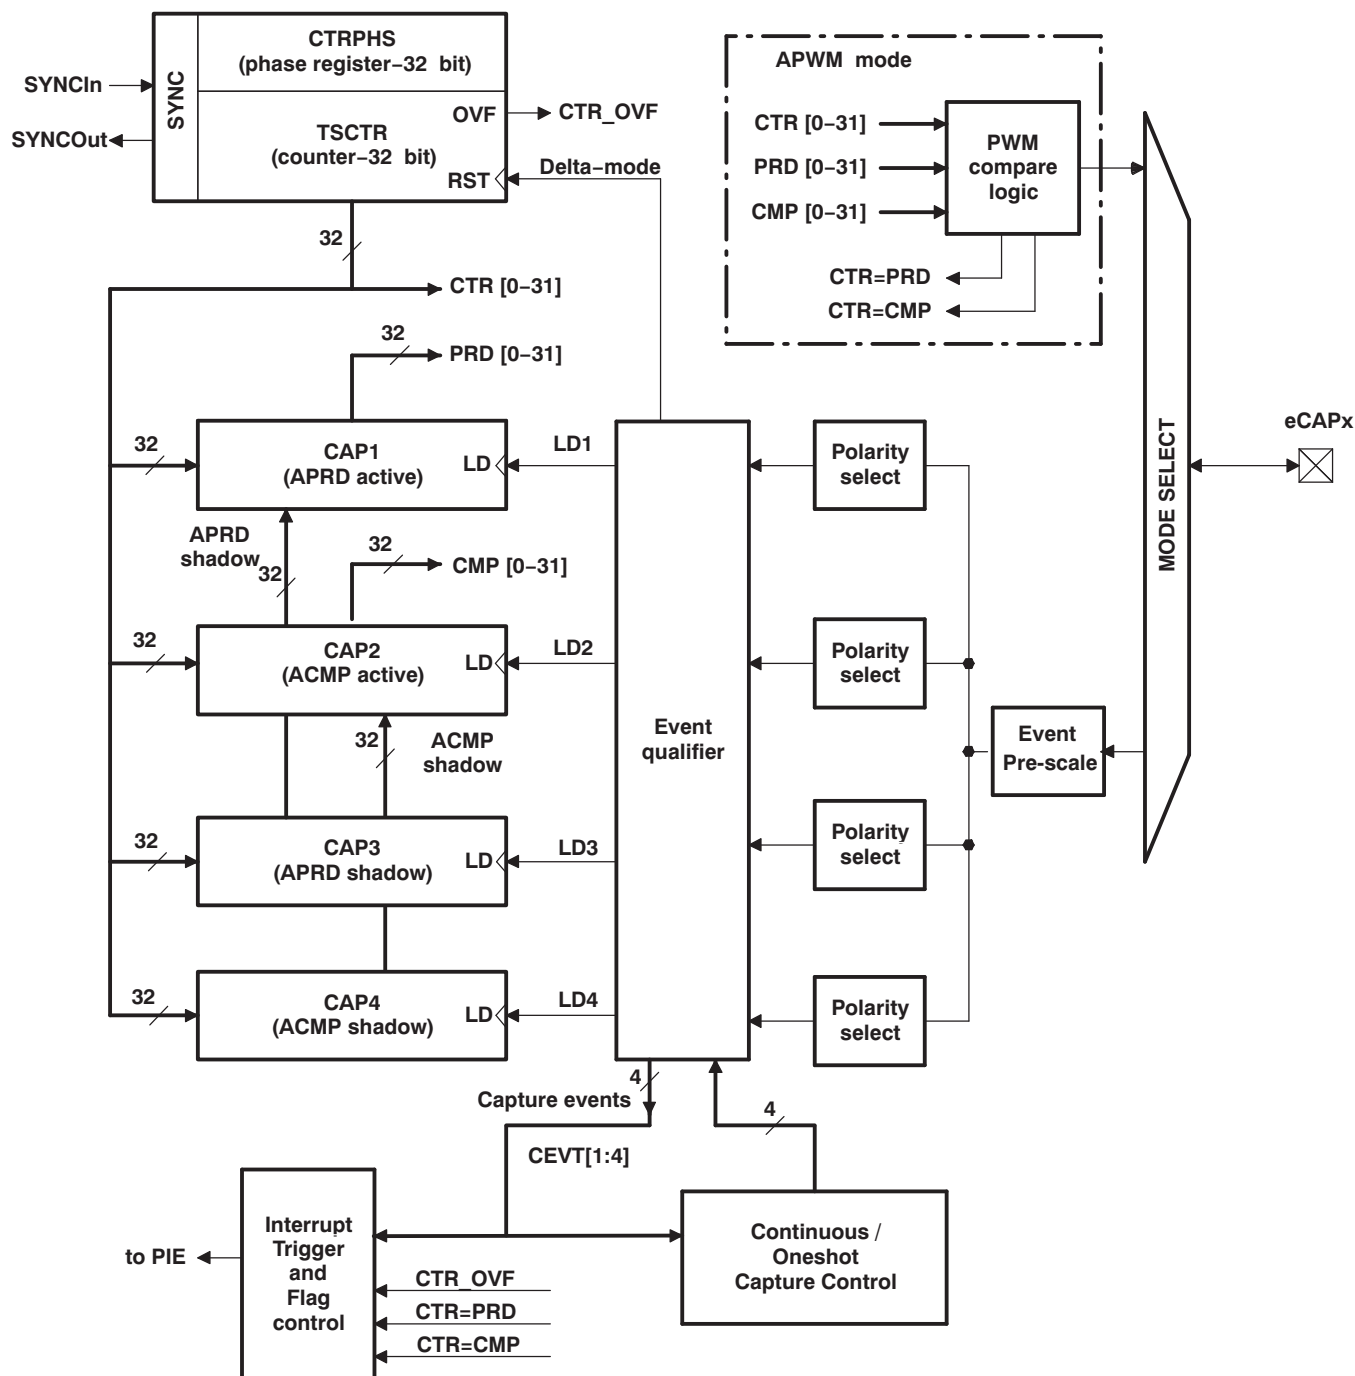 CTRPHS
(phase register−32 bit)
SYNC
SYNCIn
SYNCOut
OVF
CTR_OVF
TSCTR
(counter−32 bit)
RST
Delta−mode
32
CTR [0−31]
32
PRD [0−31]
APWM mode
CTR [0−31]
PRD [0−31]
CMP [0−31]
PWM
compare
logic
CTR=PRD
CTR=CMP
MODE SELECT
eCAPx
32
CAP1
(APRD active)
LD
LD1
Polarity
select
APRD
shadow
32
32
CMP [0−31]
32
CAP2
(ACMP active)
LD
LD2
Polarity
select
32
ACMP
shadow
Event
qualifier
Event
Pre-scale
32
CAP3
(APRD shadow)
LD
LD3
Polarity
select
32
CAP4
(ACMP shadow)
LD
LD4
Polarity
select
4
Capture events
4
CEVT[1:4]
Interrupt
Trigger
and
Flag
control
to PIE
CTR_OVF
CTR=PRD
CTR=CMP
Continuous /
Oneshot
Capture Control